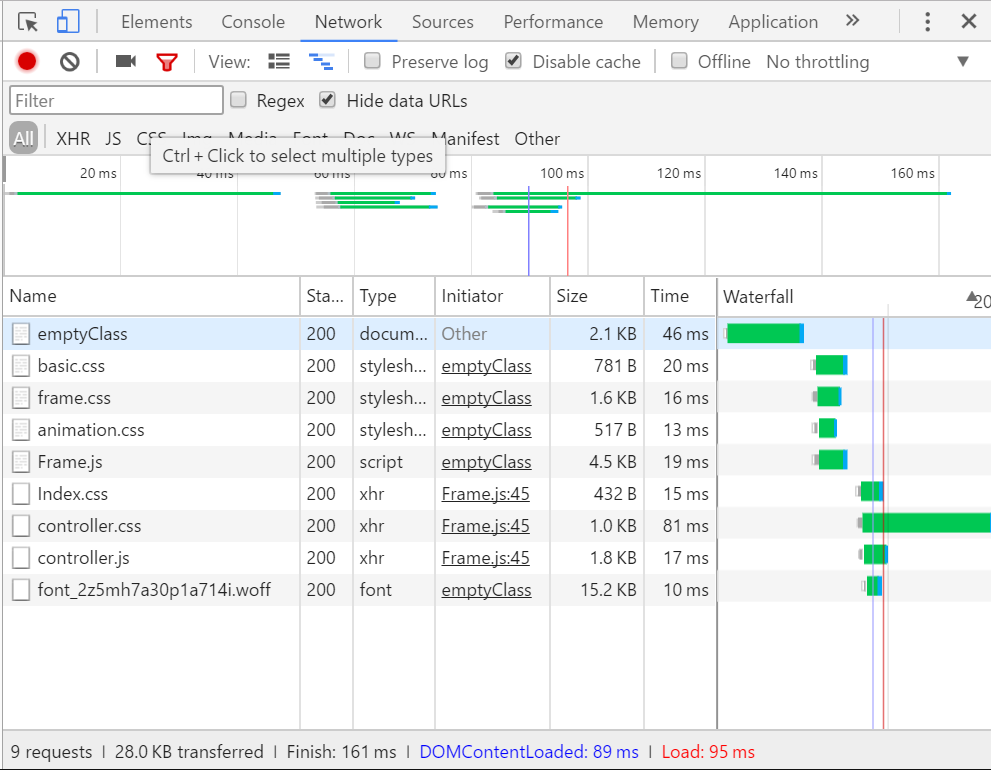 Elements Console Network Sources Performance Memory Application »
View: Preserve log Disable cache Offline No throttling
Filter Regex Hide data URLs
All XHR JS CSS Img Media Font Doc WS Manifest Other
Ctrl + Click to select multiple types
20 ms 40 ms 60 ms 80 ms 100 ms 120 ms 140 ms 160 ms
Name Sta... Type Initiator Size Time Waterfall 20
emptyClass 200 docum... Other 2.1 KB 46 ms
basic.css 200 stylesh... emptyClass 781 B 20 ms
frame.css 200 stylesh... emptyClass 1.6 KB 16 ms
animation.css 200 stylesh... emptyClass 517 B 13 ms
Frame.js 200 script emptyClass 4.5 KB 19 ms
Index.css 200 xhr Frame.js:45 432 B 15 ms
controller.css 200 xhr Frame.js:45 1.0 KB 81 ms
controller.js 200 xhr Frame.js:45 1.8 KB 17 ms
font_2z5mh7a30p1a714i.woff 200 font emptyClass 15.2 KB 10 ms
9 requests | 28.0 KB transferred | Finish: 161 ms | DOMContentLoaded: 89 ms | Load: 95 ms